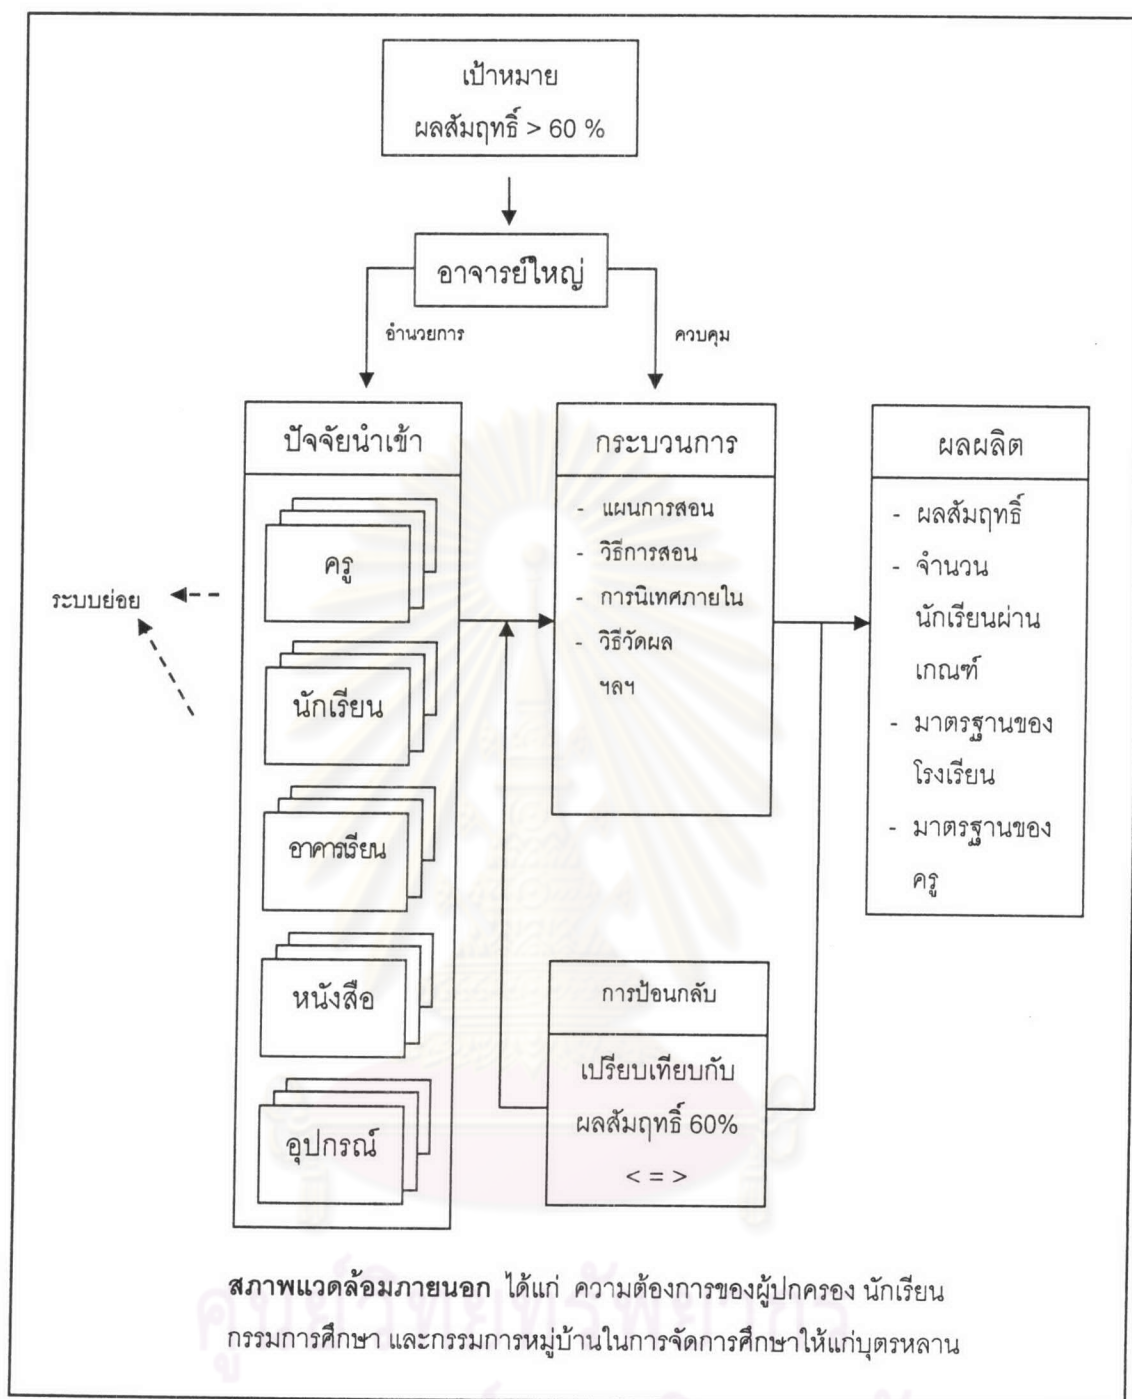 เป้าหมาย
ผลสัมฤทธิ์ > 60 %
อาจารย์ใหญ่
อำนวยการ
ควบคุม
ปัจจัยนำเข้า
ครู
นักเรียน
อาคารเรียน
หนังสือ
อุปกรณ์
ระบบย่อย
กระบวนการ
- แผนการสอน
- วิธีการสอน
- การนิเทศภายใน
- วิธีวัดผล
ฯลฯ
ผลผลิต
- ผลสัมฤทธิ์
- จำนวน
นักเรียนผ่าน
เกณฑ์
- มาตรฐานของ
โรงเรียน
- มาตรฐานของ
ครู
การป้อนกลับ
เปรียบเทียบกับ
ผลสัมฤทธิ์ 60%
< = >
สภาพแวดล้อมภายนอก ได้แก่ ความต้องการของผู้ปกครอง นักเรียน
กรรมการศึกษา และกรรมการหมู่บ้านในการจัดการศึกษาให้แก่บุตรหลาน
ศูนย์วิทยทรัพยากร